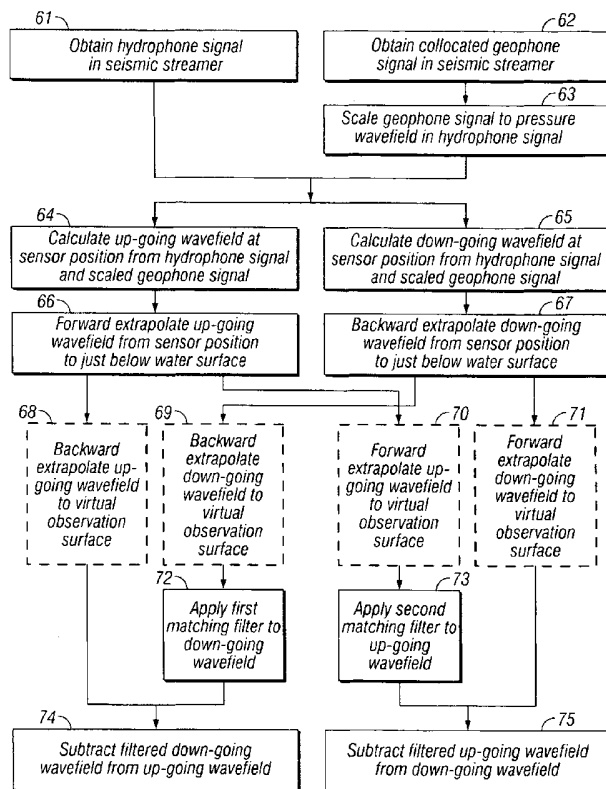 61
Obtain hydrophone signal
in seismic streamer
62
Obtain collocated geophone
signal in seismic streamer
63
Scale geophone signal to pressure
wavefield in hydrophone signal
64
Calculate up-going wavefield at
sensor position from hydrophone signal
and scaled geophone signal
65
Calculate down-going wavefield at
sensor position from hydrophone signal
and scaled geophone signal
66
Forward extrapolate up-going
wavefield from sensor position
to just below water surface
67
Backward extrapolate down-going
wavefield from sensor position
to just below water surface
68
Backward
extrapolate up-
going wavefield
to virtual
observation
surface
69
Backward
extrapolate
down-going
wavefield to
virtual
observation
surface
70
Forward
extrapolate up-
going wavefield
to virtual
observation
surface
71
Forward
extrapolate
down-going
wavefield to
virtual
observation
surface
72
Apply first
matching filter to
down-going
wavefield
73
Apply second
matching filter to
up-going
wavefield
74
Subtract filtered down-going
wavefield from up-going wavefield
75
Subtract filtered up-going wavefield
from down-going wavefield